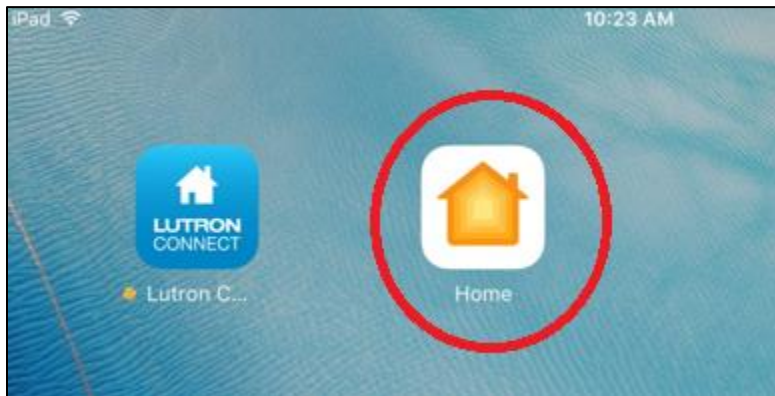 iPad 10:23 AM
LUTRON
CONNECT
Lutron C...
Home